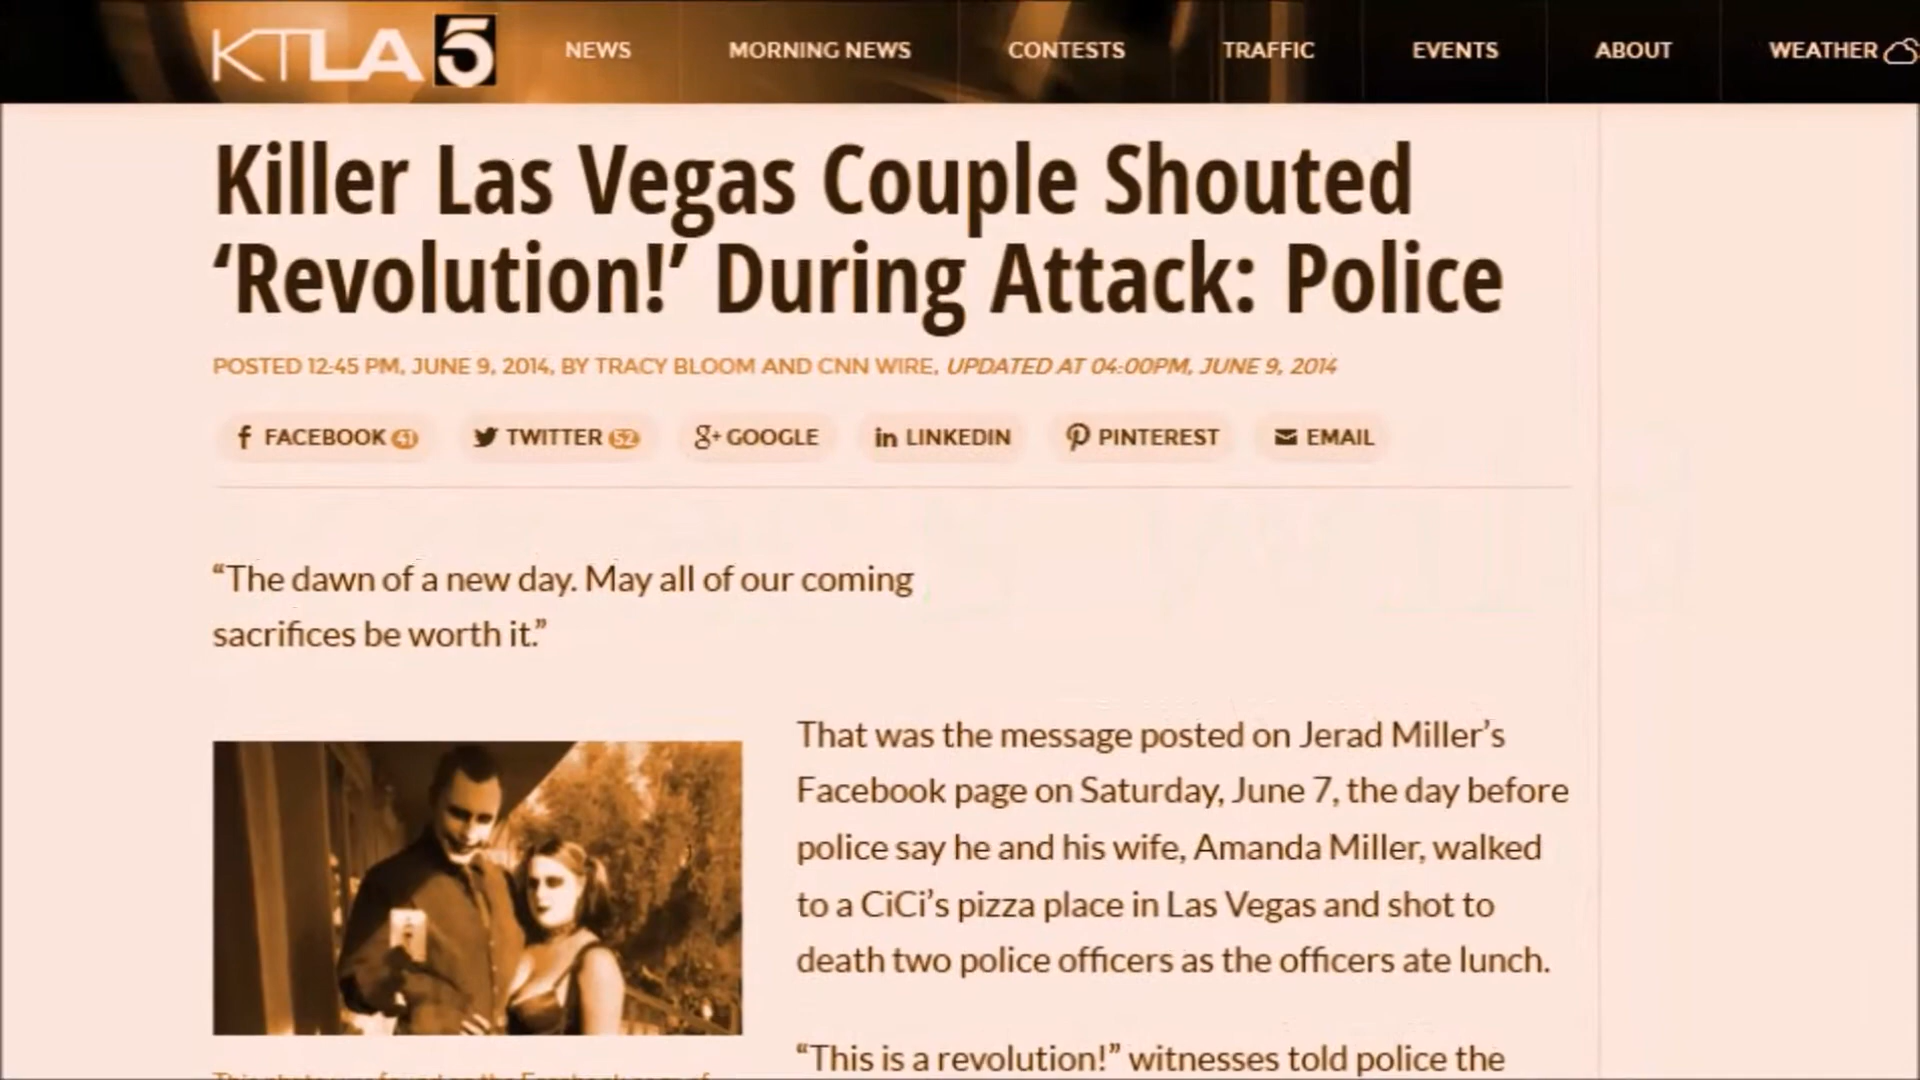 KTLA 5
NEWS MORNING NEWS CONTESTS TRAFFIC EVENTS ABOUT WEATHER
Killer Las Vegas Couple Shouted
‘Revolution!’ During Attack: Police
POSTED 12:45 PM, JUNE 9, 2014, BY TRACY BLOOM AND CNN WIRE, UPDATED AT 04:00PM, JUNE 9, 2014
FACEBOOK 41 TWITTER 52 g+ GOOGLE in LINKEDIN PINTEREST EMAIL
“The dawn of a new day. May all of our coming
sacrifices be worth it.”
That was the message posted on Jerad Miller’s
Facebook page on Saturday, June 7, the day before
police say he and his wife, Amanda Miller, walked
to a CiCi’s pizza place in Las Vegas and shot to
death two police officers as the officers ate lunch.
“This is a revolution!” witnesses told police the